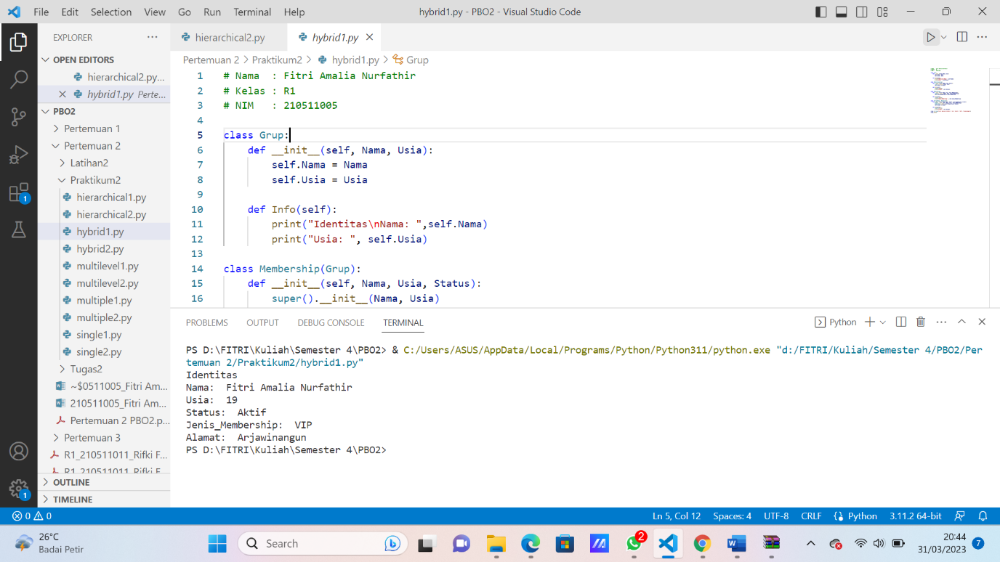 File Edit Selection View Go Run Terminal Help
hybrid1.py - PBO2 - Visual Studio Code
EXPLORER
OPEN EDITORS
hierarchical2.py...
hybrid1.py Perte...
PBO2
Pertemuan 1
Pertemuan 2
Latihan2
Praktikum2
hierarchical1.py
hierarchical2.py
hybrid1.py
hybrid2.py
multilevel1.py
multilevel2.py
multiple1.py
multiple2.py
single1.py
single2.py
Tugas2
~$0511005_Fitri Am...
210511005_Fitri Am...
Pertemuan 2 PBO2.p...
Pertemuan 3
R1_210511011_Rifki F...
R1_210511011_Rifki F...
OUTLINE
TIMELINE
1
1
hierarchical2.py
hybrid1.py
Pertemuan 2 > Praktikum2 > hybrid1.py > Grup
1 # Nama  : Fitri Amalia Nurfathir
2 # Kelas : R1
3 # NIM   : 210511005
4
5 class Grup:
6     def __init__(self, Nama, Usia):
7         self.Nama = Nama
8         self.Usia = Usia
9
10     def Info(self):
11         print("Identitas\nNama: ",self.Nama)
12         print("Usia: ", self.Usia)
13
14 class Membership(Grup):
15     def __init__(self, Nama, Usia, Status):
16         super().__init__(Nama, Usia)
PROBLEMS OUTPUT DEBUG CONSOLE TERMINAL
Python
PS D:\FITRI\Kuliah\Semester 4\PBO2> & C:/Users/ASUS/AppData/Local/Programs/Python/Python311/python.exe "d:/FITRI/Kuliah/Semester 4/PBO2/Per
temuan 2/Praktikum2/hybrid1.py"
Identitas
Nama:  Fitri Amalia Nurfathir
Usia:  19
Status:  Aktif
Jenis_Membership:  VIP
Alamat:  Arjawinangun
PS D:\FITRI\Kuliah\Semester 4\PBO2>
0 0
Ln 5, Col 12 Spaces: 4 UTF-8 CRLF Python 3.11.2 64-bit
26°C
Badai Petir
Search
2
20:44
31/03/2023
7